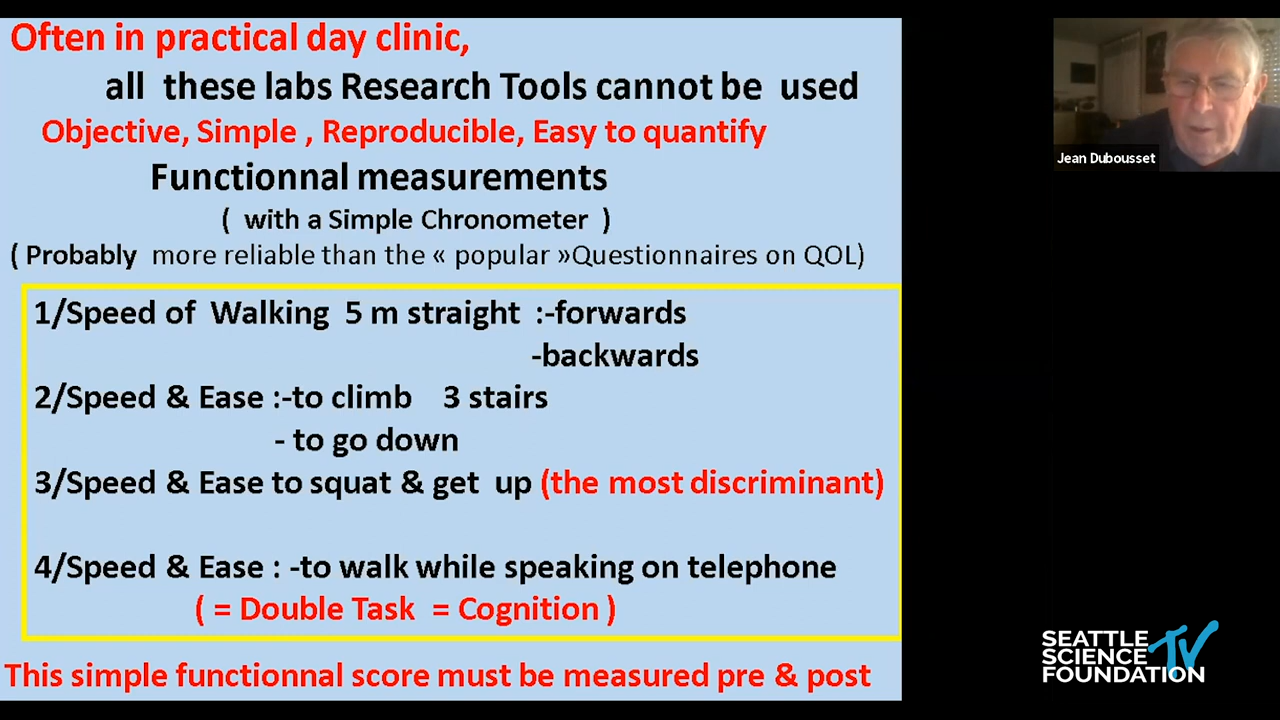 Often in practical day clinic,
all these labs Research Tools cannot be used
Objective, Simple , Reproducible, Easy to quantify
Functionnal measurements
( with a Simple Chronometer )
( Probably more reliable than the « popular »Questionnaires on QOL)
1/Speed of Walking 5 m straight :-forwards
-backwards
2/Speed & Ease :-to climb 3 stairs
- to go down
3/Speed & Ease to squat & get up (the most discriminant)
4/Speed & Ease : -to walk while speaking on telephone
( = Double Task = Cognition )
This simple functionnal score must be measured pre & post
Jean Dubousset
SEATTLE
SCIENCE TV
FOUNDATION